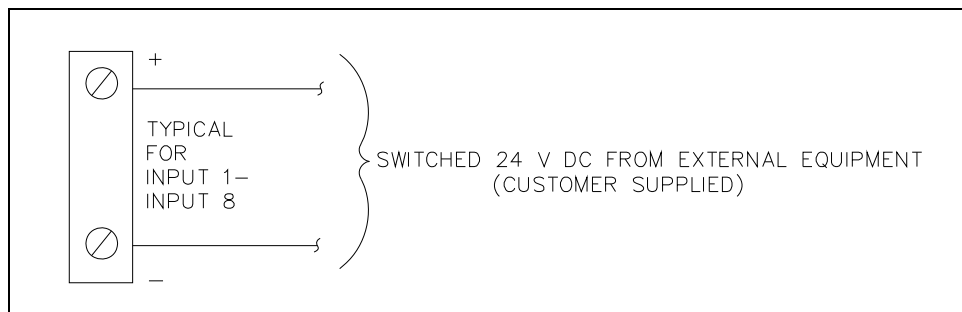 +
TYPICAL
FOR
INPUT 1-
INPUT 8
SWITCHED 24 V DC FROM EXTERNAL EQUIPMENT
(CUSTOMER SUPPLIED)
-